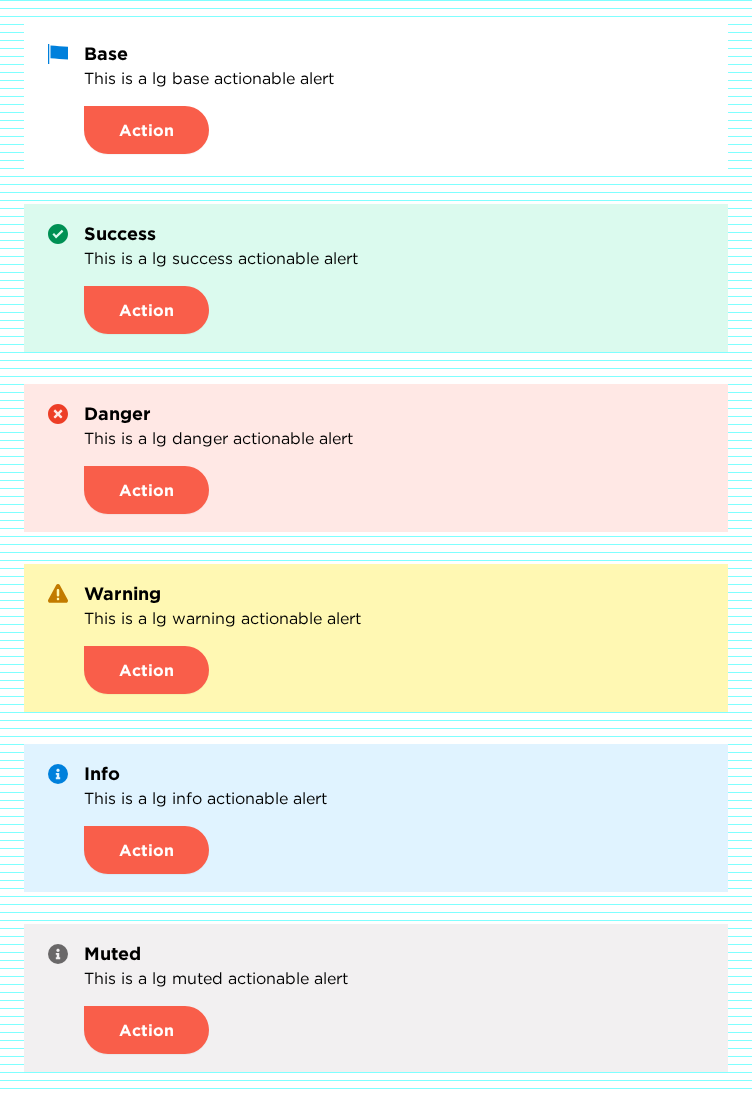 Base
This is a lg base actionable alert
Action
Success
This is a lg success actionable alert
Action
Danger
This is a lg danger actionable alert
Action
Warning
This is a lg warning actionable alert
Action
Info
This is a lg info actionable alert
Action
Muted
This is a lg muted actionable alert
Action